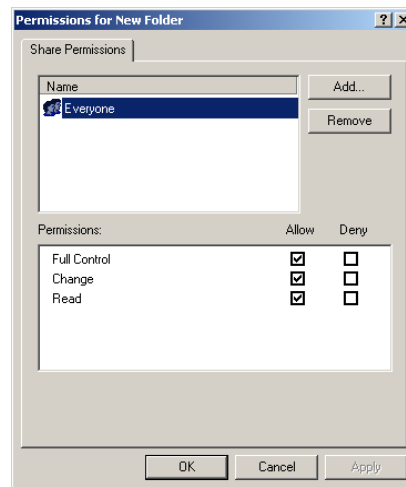 Permissions for New Folder
Share Permissions
Name
Add...
Everyone
Remove
Permissions: Allow Deny
Full Control
Change
Read
OK Cancel Apply